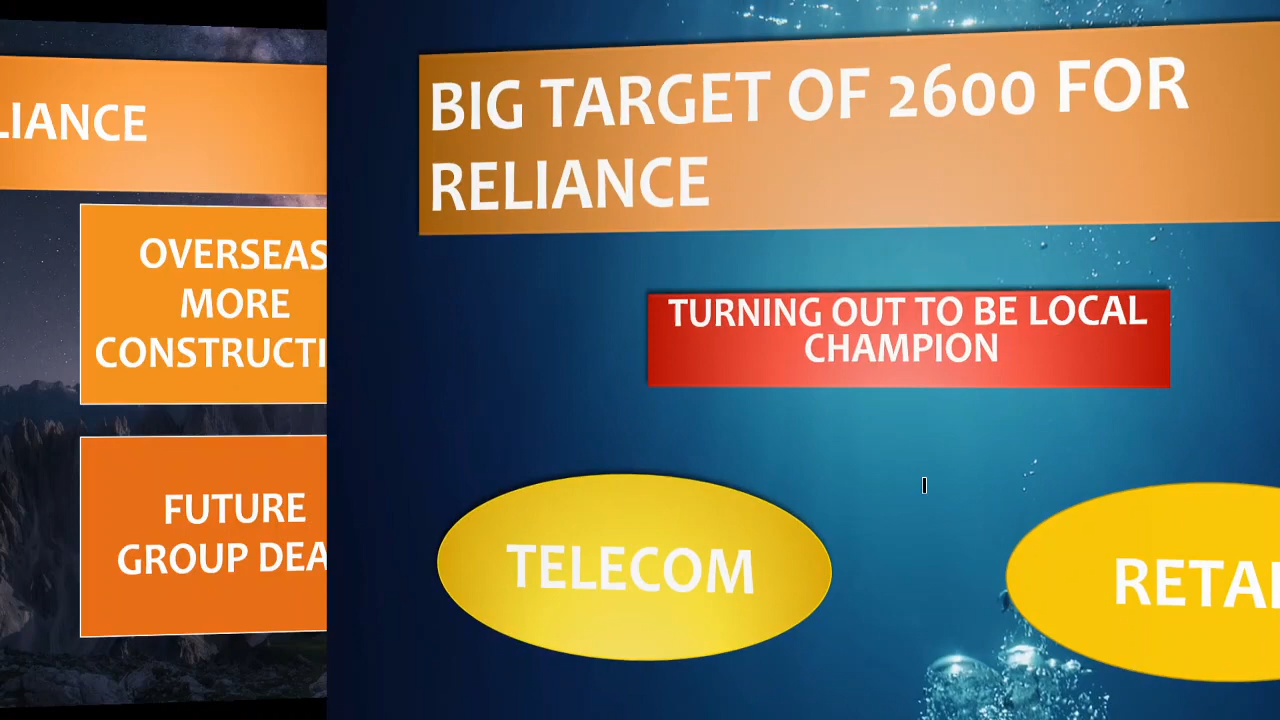 LIANCE
OVERSEAS
MORE
CONSTRUCTI
FUTURE
GROUP DEA
BIG TARGET OF 2600 FOR
RELIANCE
TURNING OUT TO BE LOCAL
CHAMPION
TELECOM
RETAI